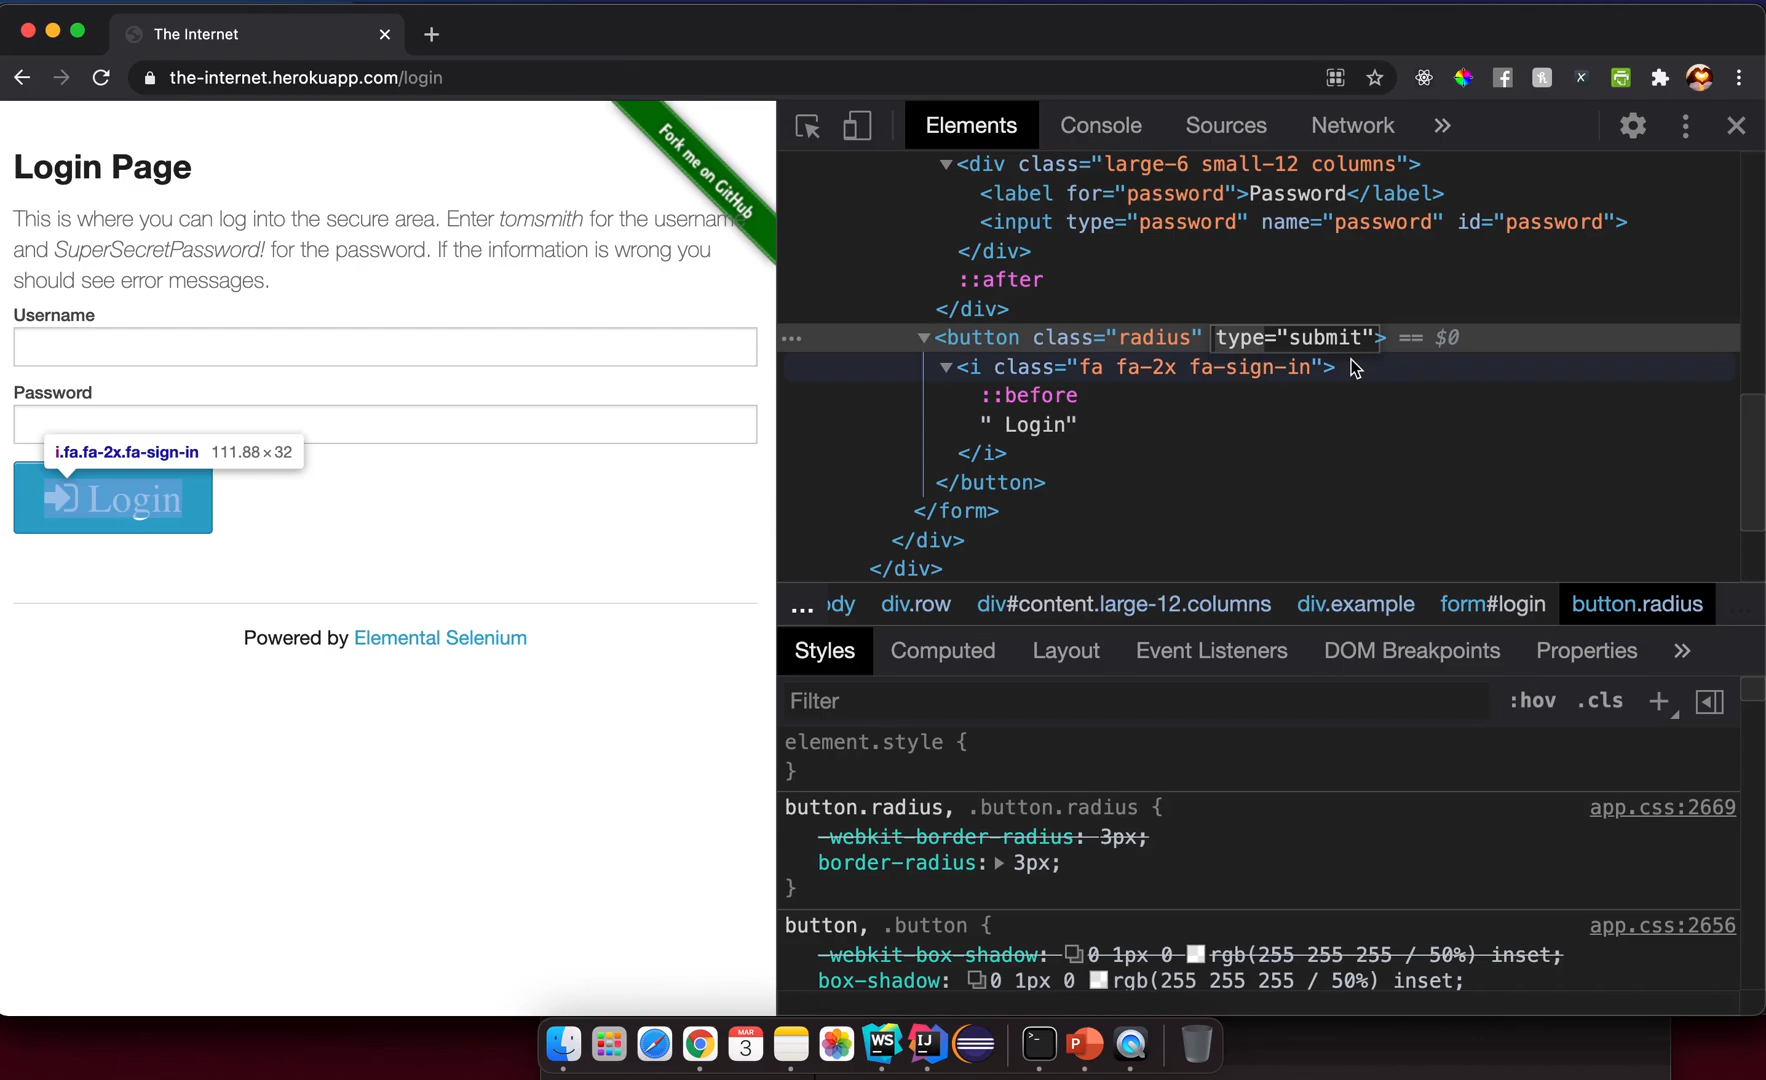 The Internet
the-internet.herokuapp.com/login
Fork me on GitHub
Login Page
This is where you can log into the secure area. Enter tomsmith for the username
and SuperSecretPassword! for the password. If the information is wrong you
should see error messages.
Username
Password
i.fa.fa-2x.fa-sign-in 111.88×32
Login
Powered by Elemental Selenium
Elements Console Sources Network »
<div class="large-6 small-12 columns">
<label for="password">Password</label>
<input type="password" name="password" id="password">
</div>
::after
</div>
… <button class="radius" type="submit"> == $0
<i class="fa fa-2x fa-sign-in">
::before
" Login"
</i>
</button>
</form>
</div>
</div>
… ody div.row div#content.large-12.columns div.example form#login button.radius
Styles Computed Layout Event Listeners DOM Breakpoints Properties »
Filter :hov .cls +
element.style {
}
button.radius, .button.radius { app.css:2669
-webkit-border-radius: 3px;
border-radius: 3px;
}
button, .button { app.css:2656
-webkit-box-shadow: 0 1px 0 rgb(255 255 255 / 50%) inset;
box-shadow: 0 1px 0 rgb(255 255 255 / 50%) inset;
MAR
3
WS
IJ
P